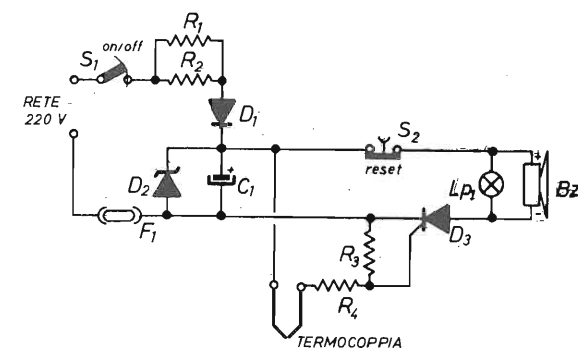 R1
on/off
S1
R2
RETE
220 V
D1
S2
+
reset
+
D2
C1
Lp1
Bz
-
F1
D3
R3
R4
TERMOCOPPIA